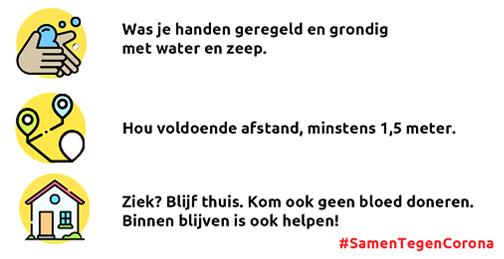 Was je handen geregeld en grondig
met water en zeep.
Hou voldoende afstand, minstens 1,5 meter.
Ziek? Blijf thuis. Kom ook geen bloed doneren.
Binnen blijven is ook helpen!
#SamenTegenCorona